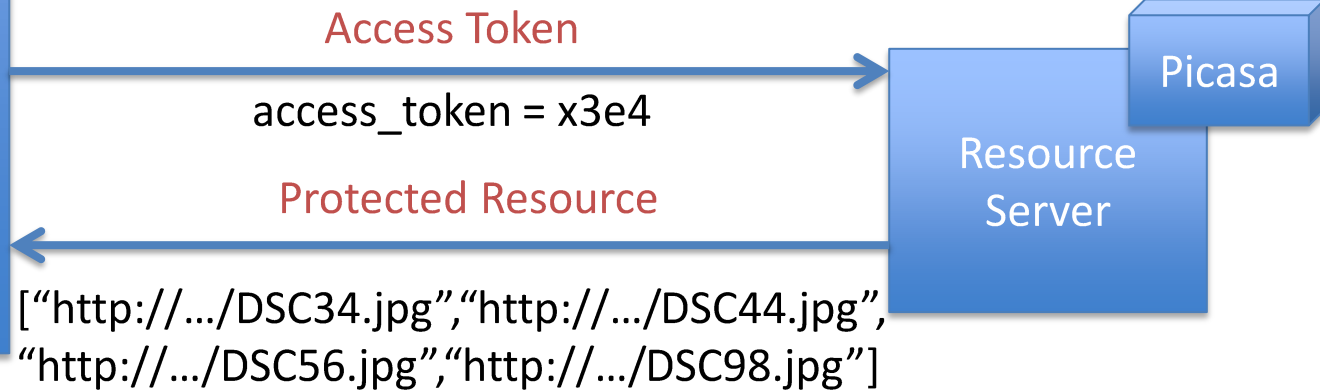 Access Token
Picasa
access_token = x3e4
Resource
Server
Protected Resource
[“http://.../DSC34.jpg”,“http://.../DSC44.jpg”,
“http://.../DSC56.jpg”,“http://.../DSC98.jpg”]